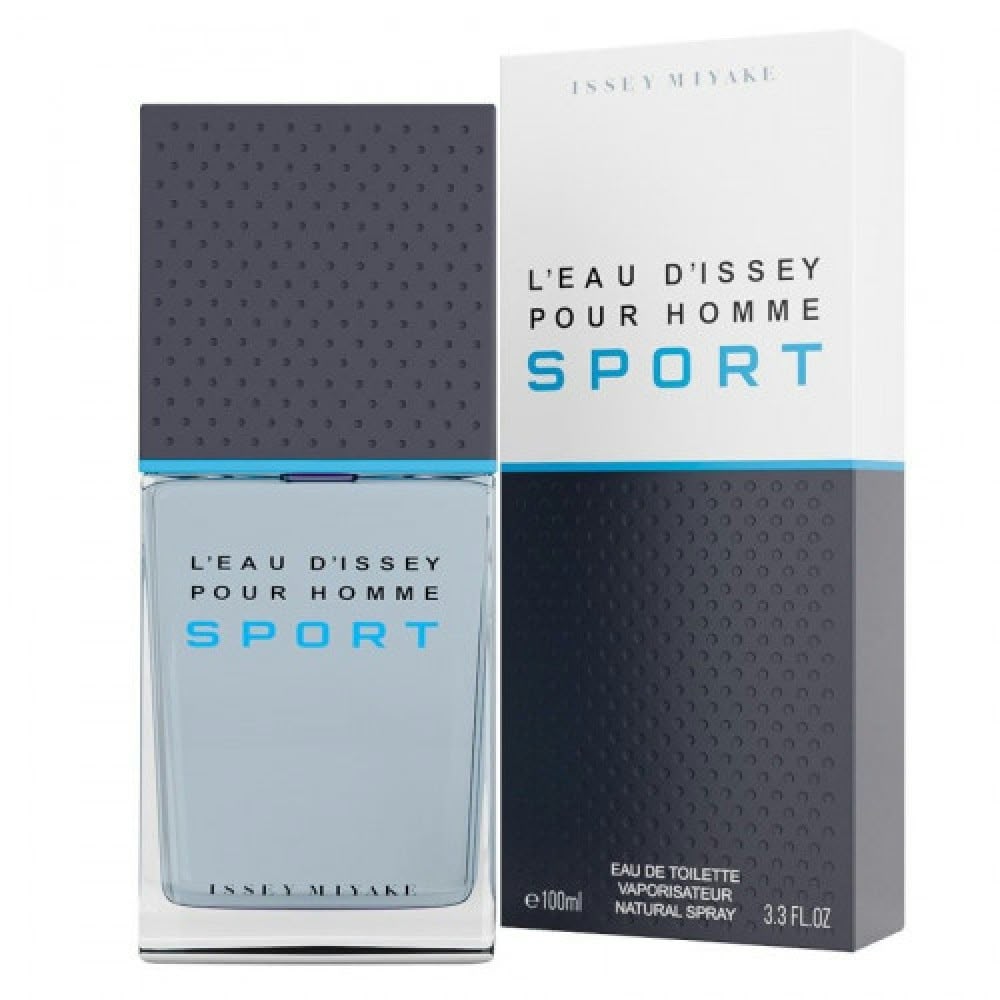 L'EAU D'ISSEY
POUR HOMME
SPORT
ISSEY MIYAKE
ISSEY MIYAKE
L'EAU D'ISSEY
POUR HOMME
SPORT
EAU DE TOILETTE
VAPORISATEUR
NATURAL SPRAY
℮100ml
3.3 FL.OZ